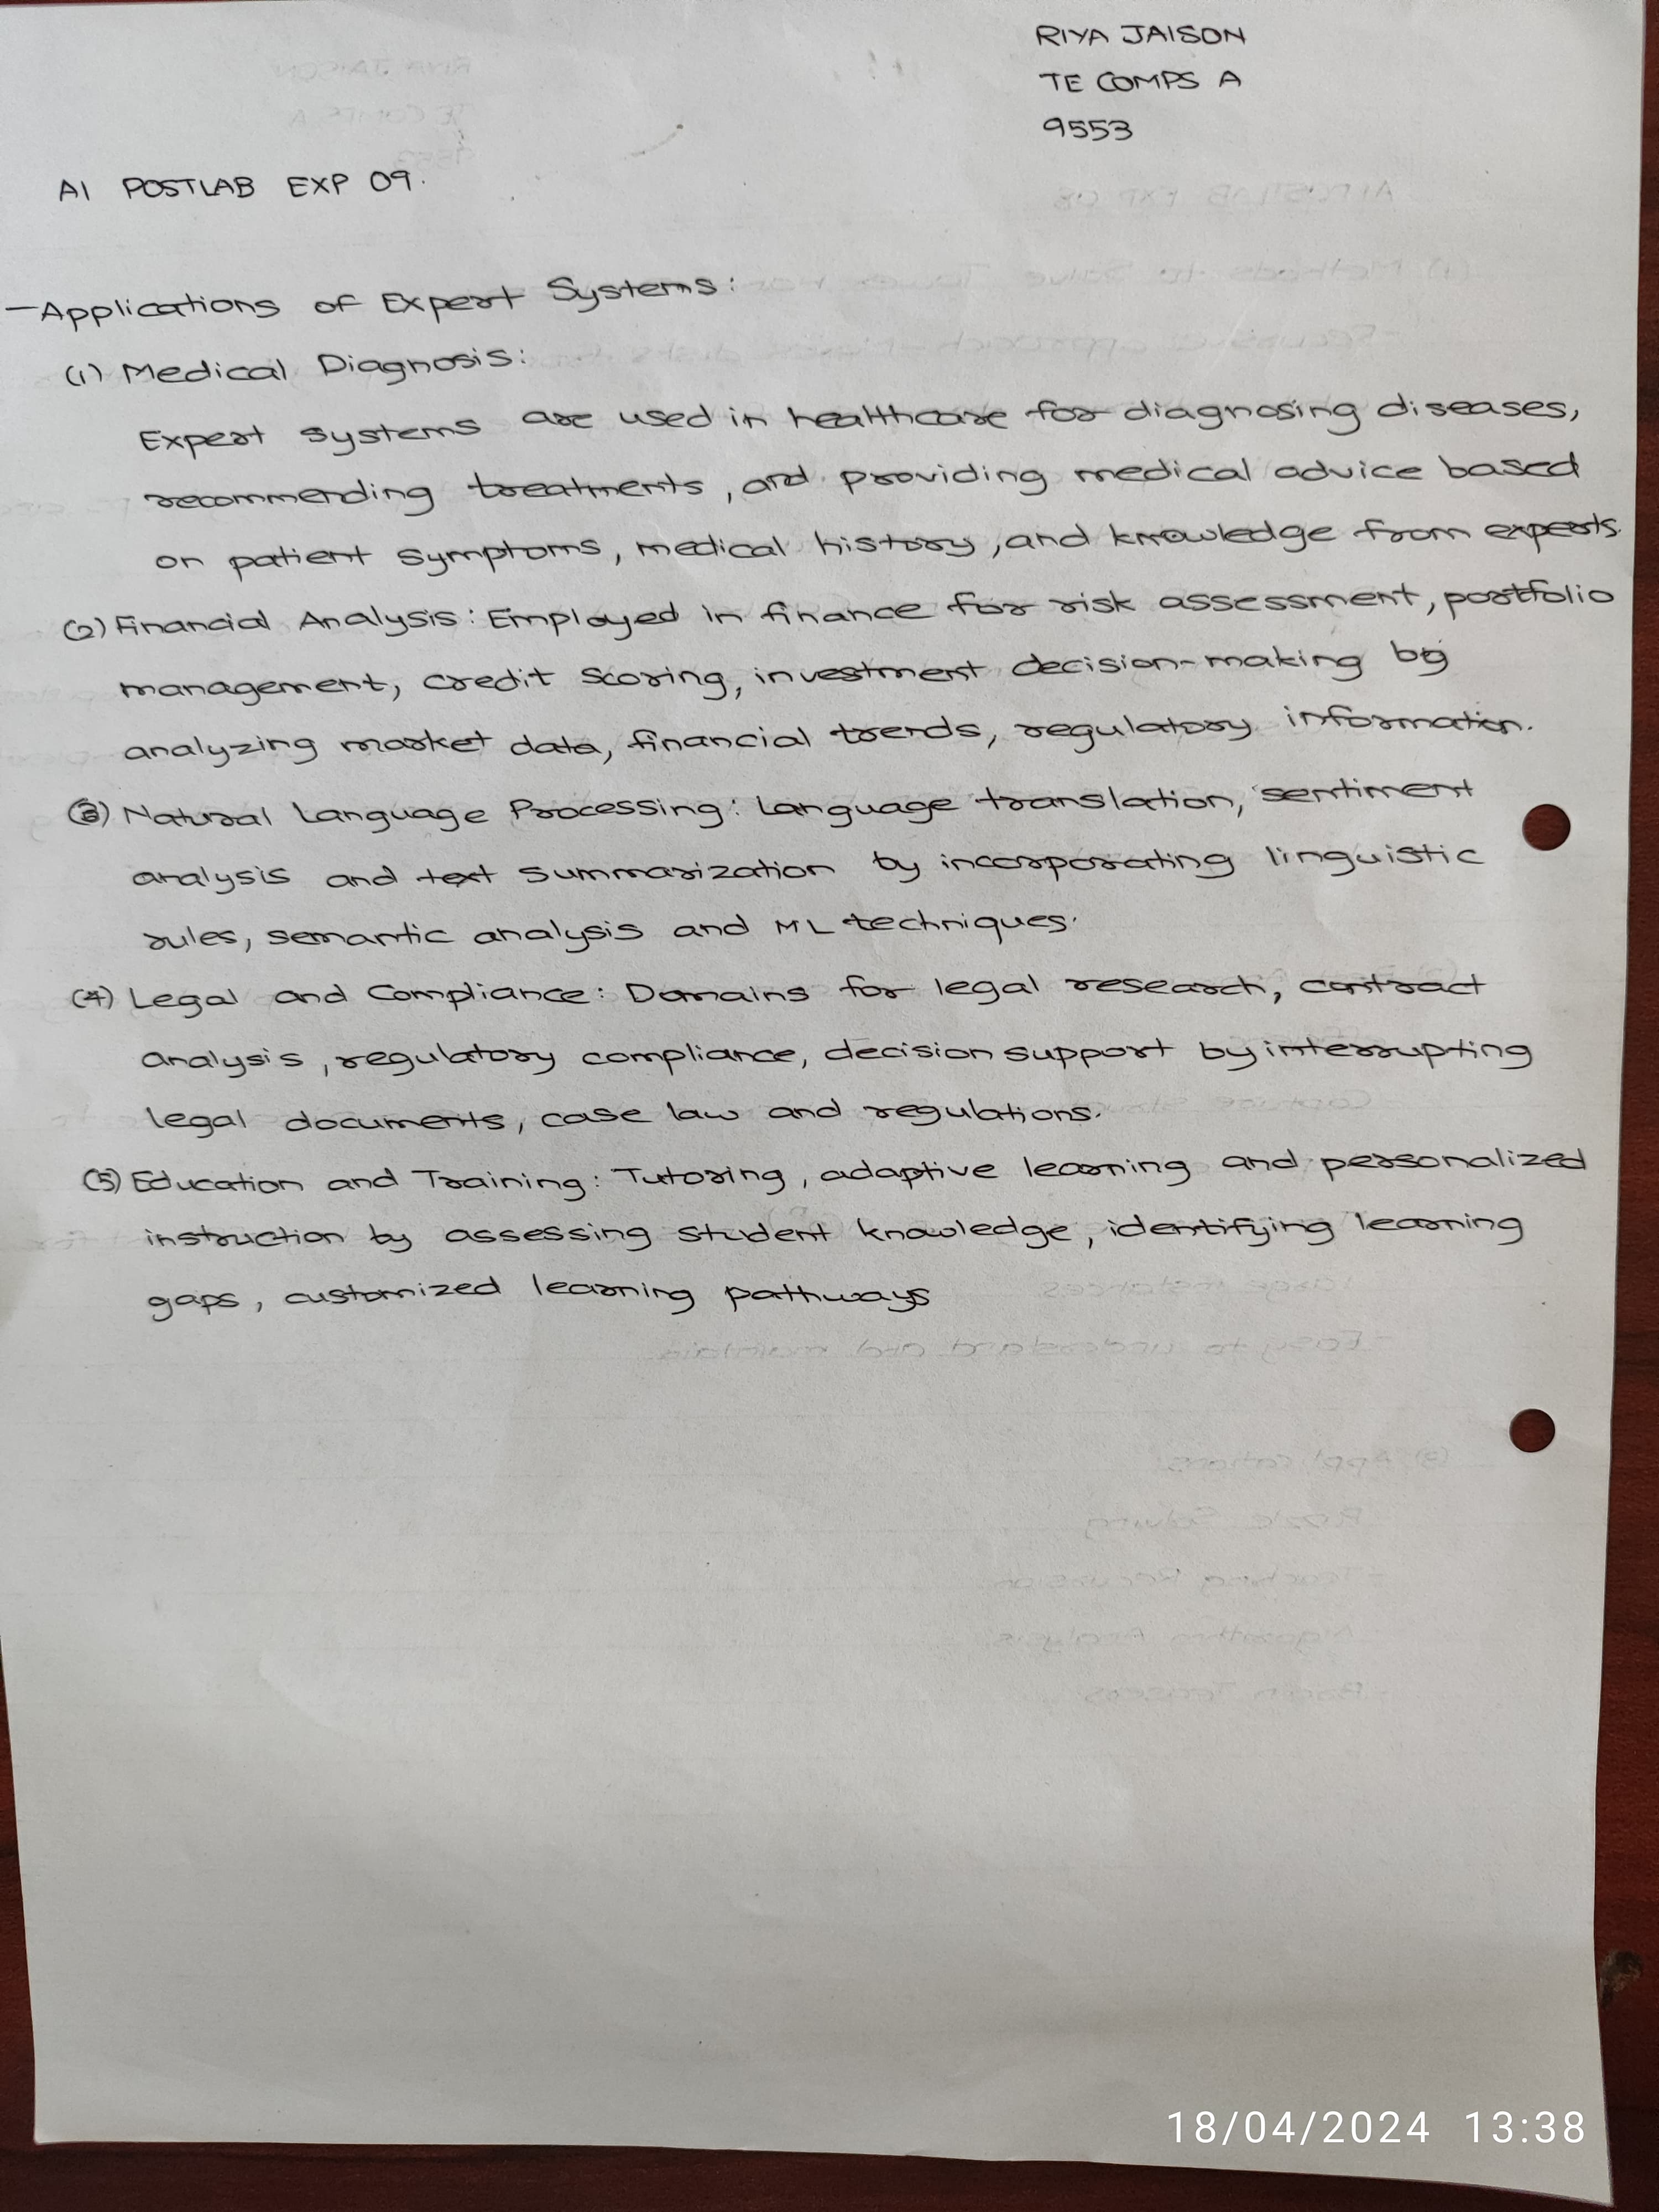 RIYA JAISON
TE COMPS A
9553
AI POSTLAB EXP 09.
- Applications of Expert Systems:
(1) Medical Diagnosis:
Expert systems are used in healthcare for diagnosing diseases,
recommending treatments, and providing medical advice based
on patient symptoms, medical history, and knowledge from experts.
(2) Financial Analysis: Employed in finance for risk assessment, portfolio
management, credit scoring, investment decision-making by
analyzing market data, financial trends, regulatory information.
(3) Natural Language Processing: Language translation, sentiment
analysis and text summarization by incorporating linguistic
rules, semantic analysis and ML techniques.
(4) Legal and Compliance: Domains for legal research, contract
analysis, regulatory compliance, decision support by interrupting
legal documents, case law and regulations.
(5) Education and Training: Tutoring, adaptive learning and personalized
instruction by assessing student knowledge, identifying learning
gaps, customized learning pathways
18/04/2024 13:38